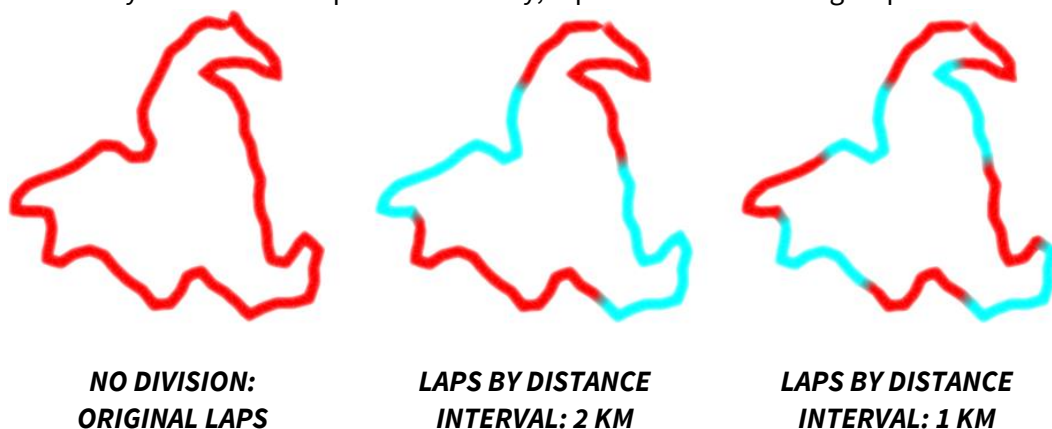 NO DIVISION:
ORIGINAL LAPS
LAPS BY DISTANCE
INTERVAL: 2 KM
LAPS BY DISTANCE
INTERVAL: 1 KM